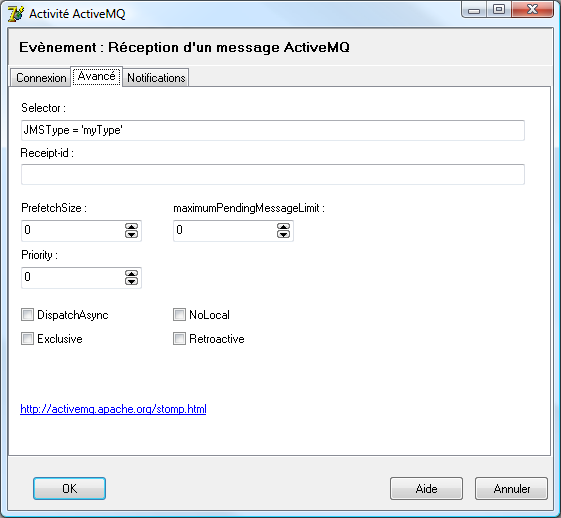 Activité ActiveMQ
Evènement : Réception d'un message ActiveMQ
Connexion Avancé Notifications
Selector :
JMSType = 'myType'
Receipt-id :
PrefetchSize : maximumPendingMessageLimit :
0 0
Priority :
0
DispatchAsync NoLocal
Exclusive Retroactive
http://activemq.apache.org/stomp.html
OK Aide Annuler